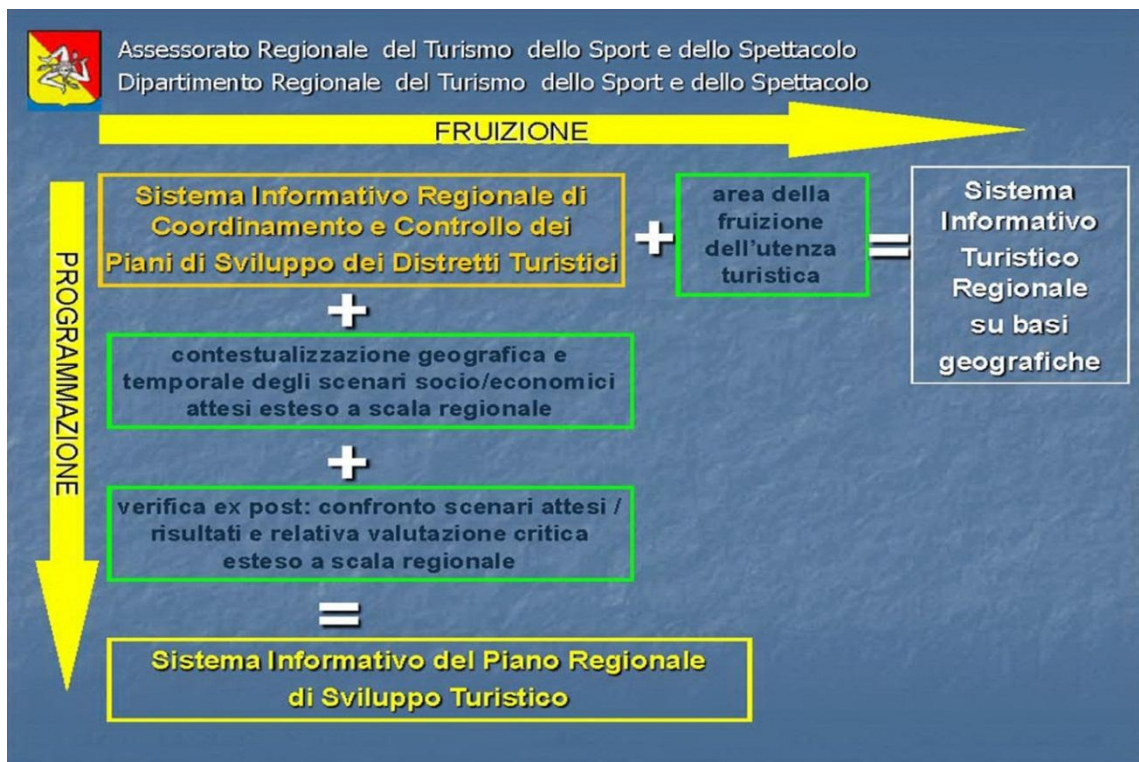 Assessorato Regionale del Turismo dello Sport e dello Spettacolo
Dipartimento Regionale del Turismo dello Sport e dello Spettacolo
FRUIZIONE
PROGRAMMAZIONE
Sistema Informativo Regionale di
Coordinamento e Controllo dei
Piani di Sviluppo dei Distretti Turistici
+
area della
fruizione
dell'utenza
turistica
=
Sistema
Informativo
Turistico
Regionale
su basi
geografiche
+
contestualizzazione geografica e
temporale degli scenari socio/economici
attesi esteso a scala regionale
+
verifica ex post: confronto scenari attesi /
risultati e relativa valutazione critica
esteso a scala regionale
=
Sistema Informativo del Piano Regionale
di Sviluppo Turistico